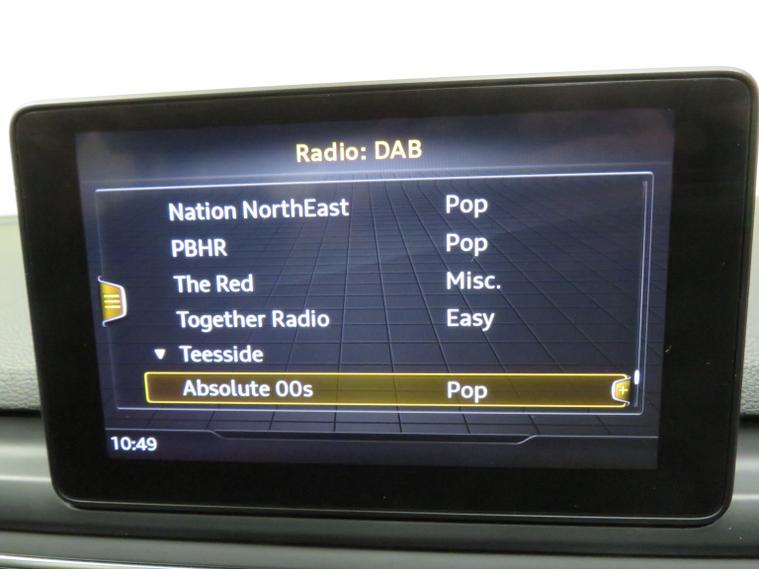 Radio: DAB
Nation NorthEast Pop
PBHR Pop
The Red Misc.
Together Radio Easy
▼ Teesside
Absolute 00s Pop
10:49